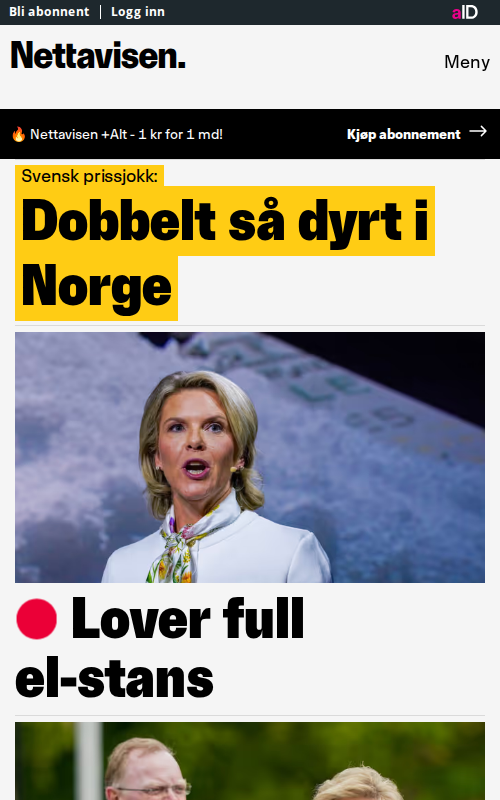 Bli abonnent
Logg inn
aID
Nettavisen.
Meny
🔥 Nettavisen +Alt - 1 kr for 1 md!
Kjøp abonnement →
Svensk prissjokk:
Dobbelt så dyrt i
Norge
Lover full
el-stans